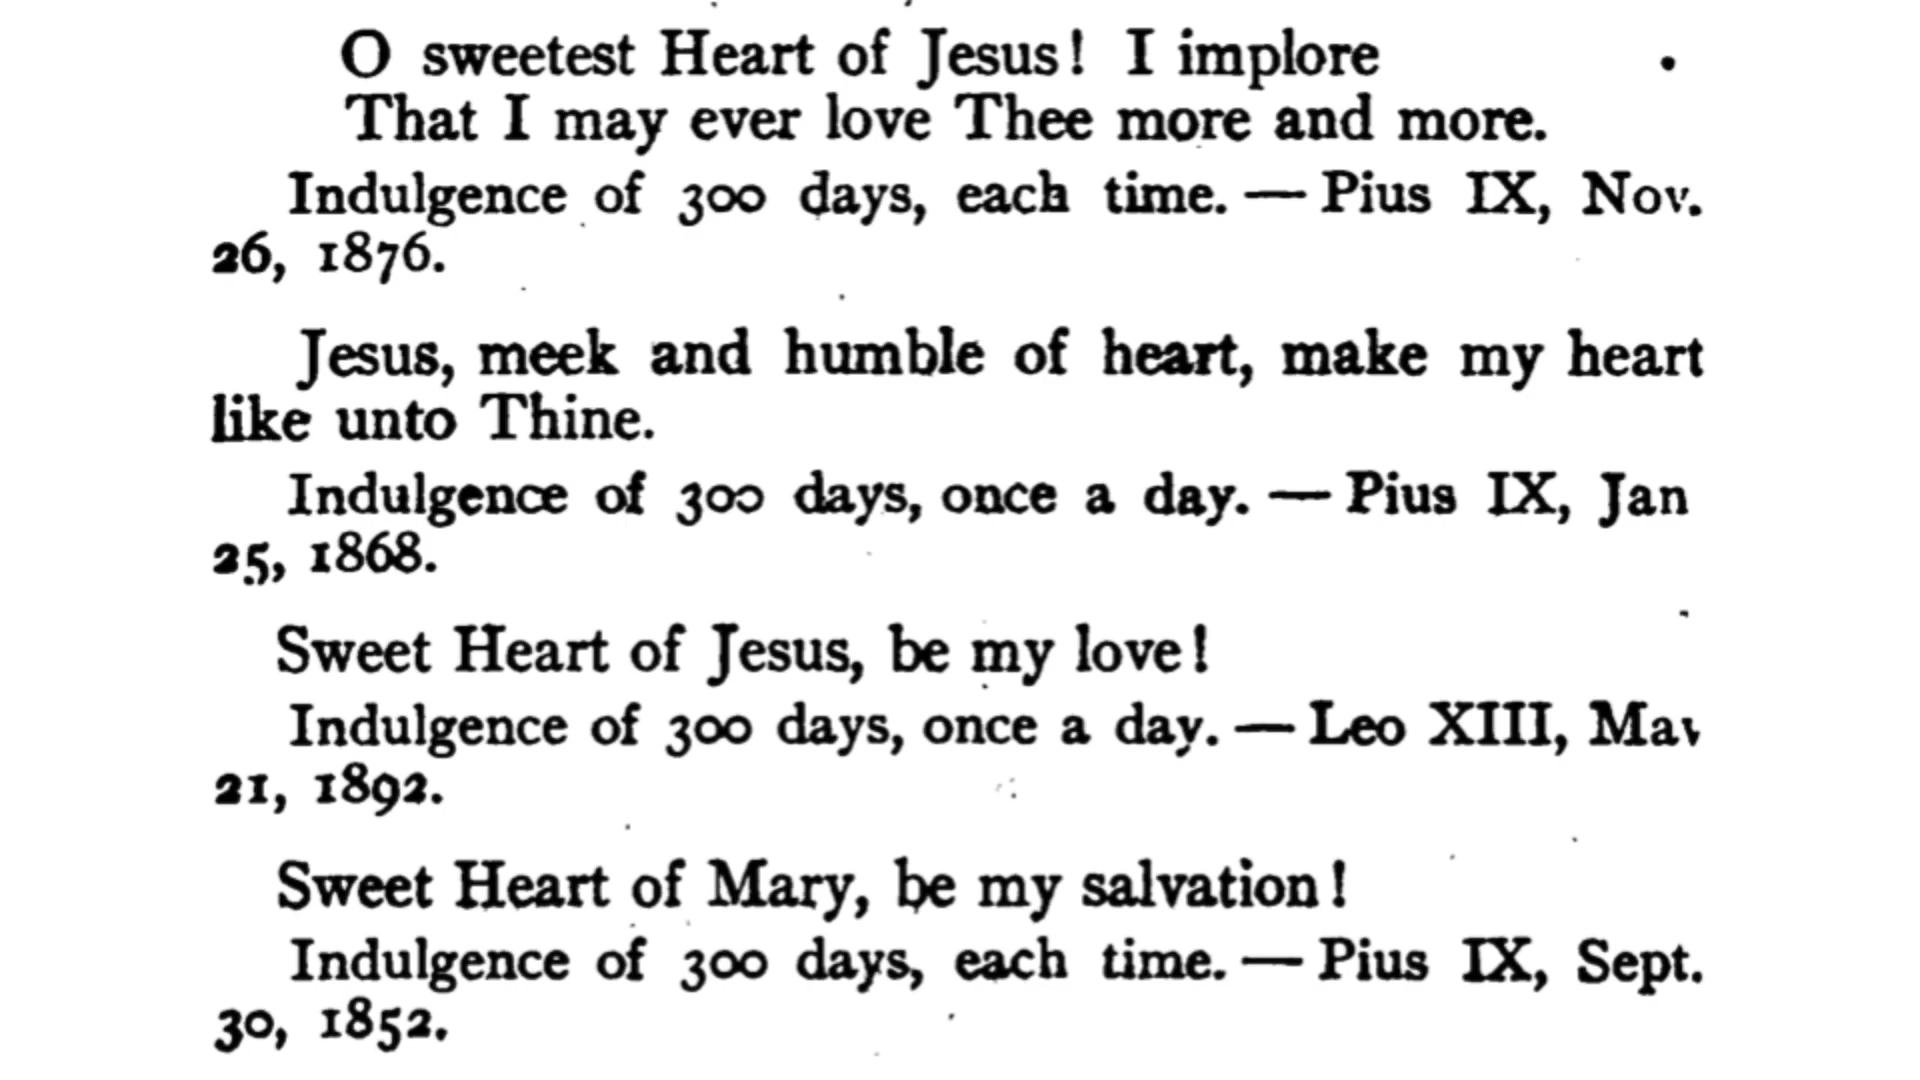 O sweetest Heart of Jesus! I implore
That I may ever love Thee more and more.
Indulgence of 300 days, each time. — Pius IX, Nov.
26, 1876.
Jesus, meek and humble of heart, make my heart
like unto Thine.
Indulgence of 300 days, once a day. — Pius IX, Jan
25, 1868.
Sweet Heart of Jesus, be my love!
Indulgence of 300 days, once a day. — Leo XIII, May
21, 1892.
Sweet Heart of Mary, be my salvation!
Indulgence of 300 days, each time. — Pius IX, Sept.
30, 1852.